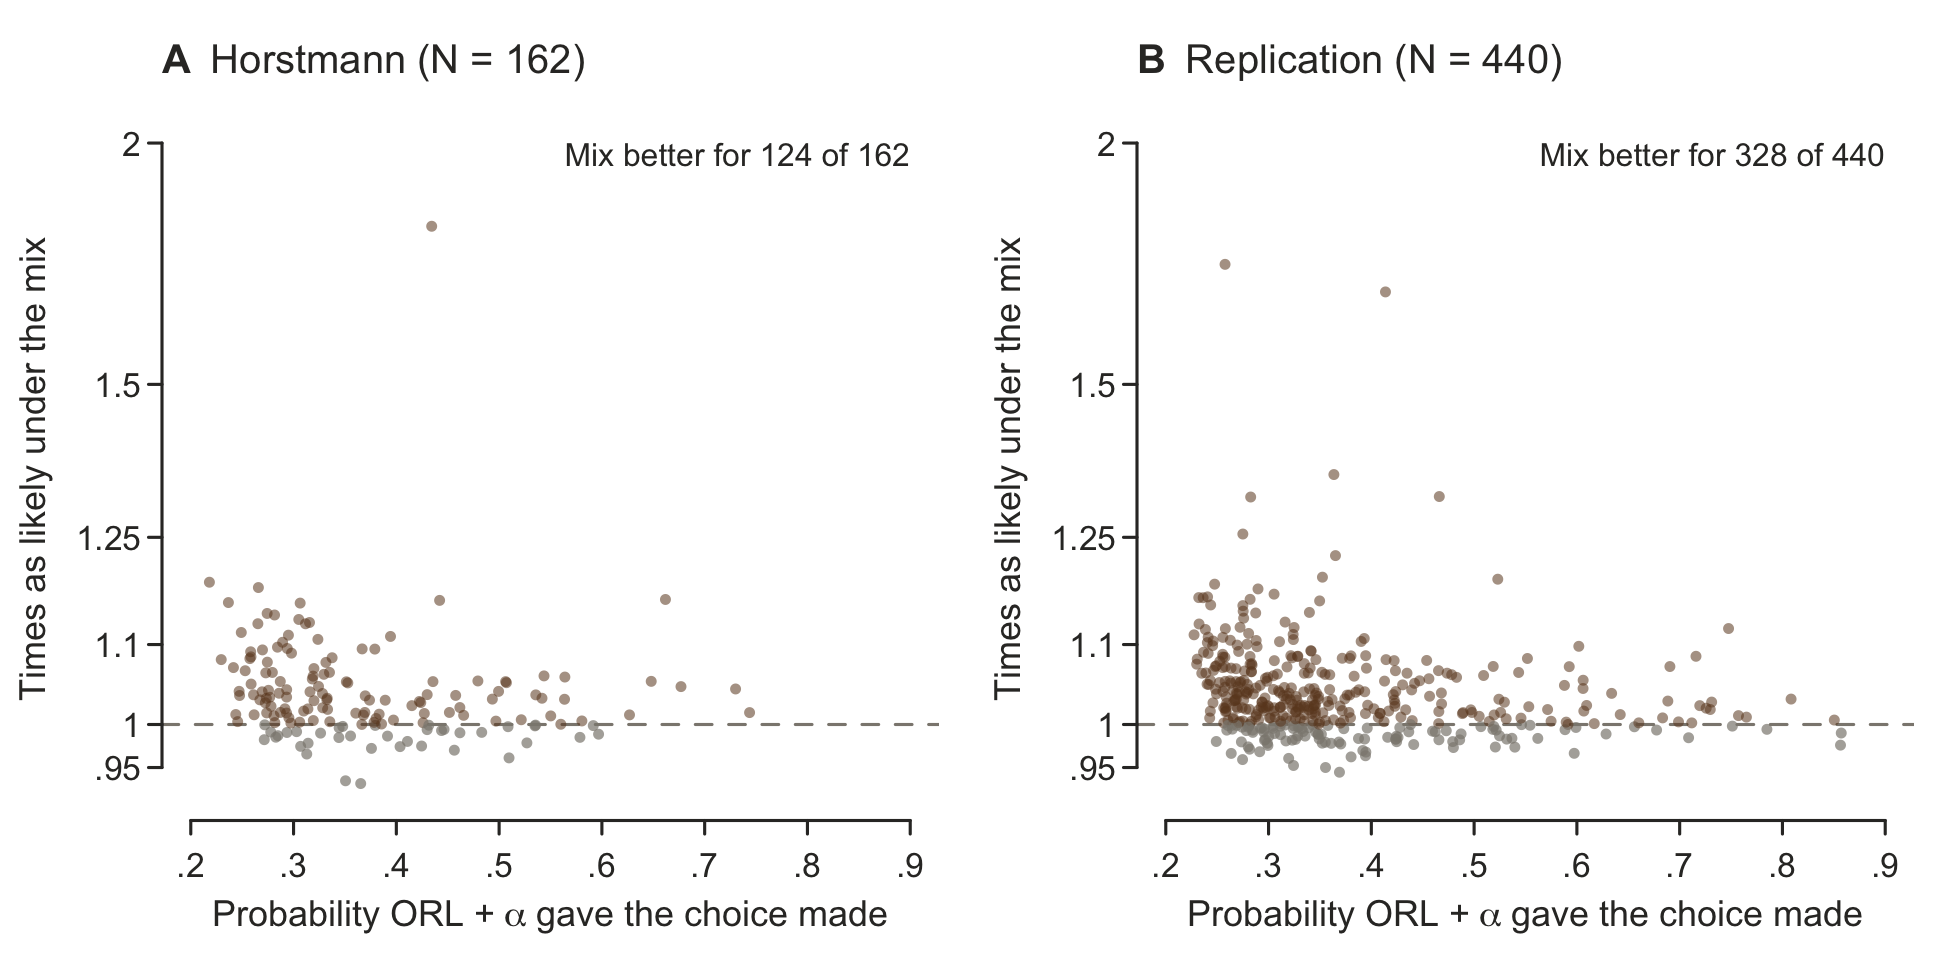 A Horstmann (N = 162)
Mix better for 124 of 162
Times as likely under the mix
2
1.5
1.25
1.1
1
.95
.2 .3 .4 .5 .6 .7 .8 .9
Probability ORL + α gave the choice made
B Replication (N = 440)
Mix better for 328 of 440
Times as likely under the mix
2
1.5
1.25
1.1
1
.95
.2 .3 .4 .5 .6 .7 .8 .9
Probability ORL + α gave the choice made